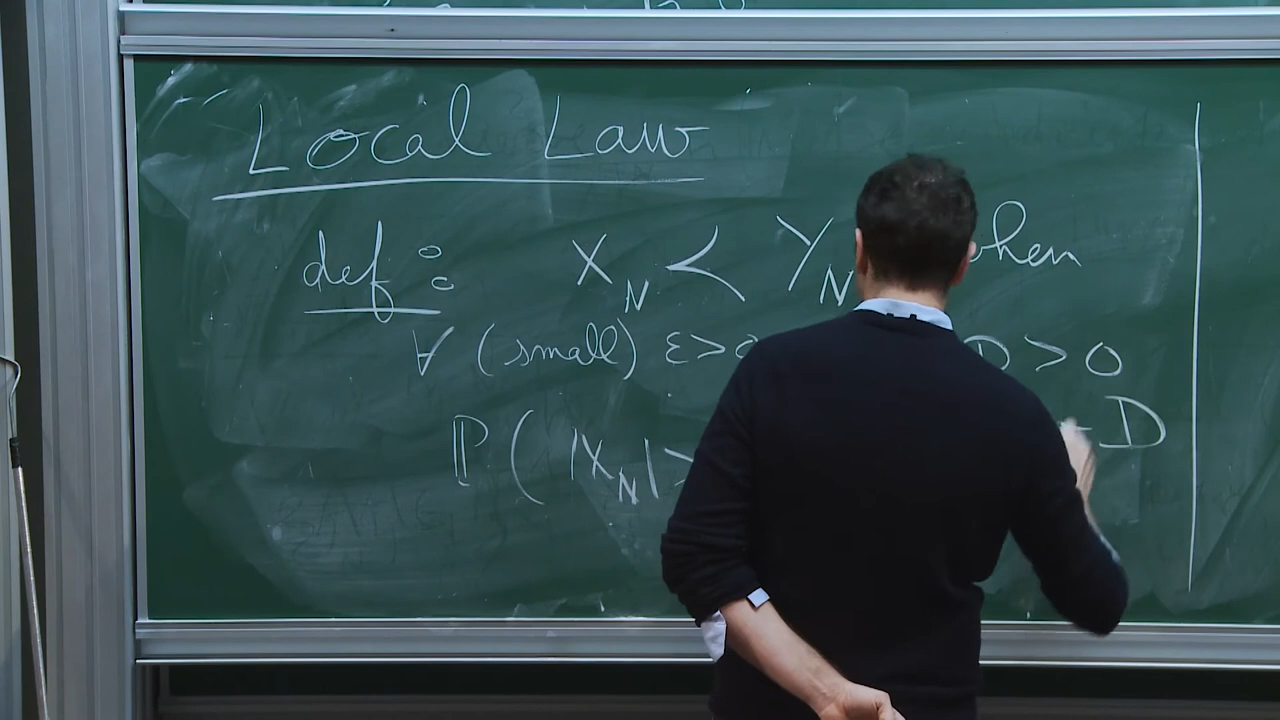 Local Law
def : X_N ≺ Y_N when
∀ (small) ε>0 D>0
ℙ( |X_N| > -D